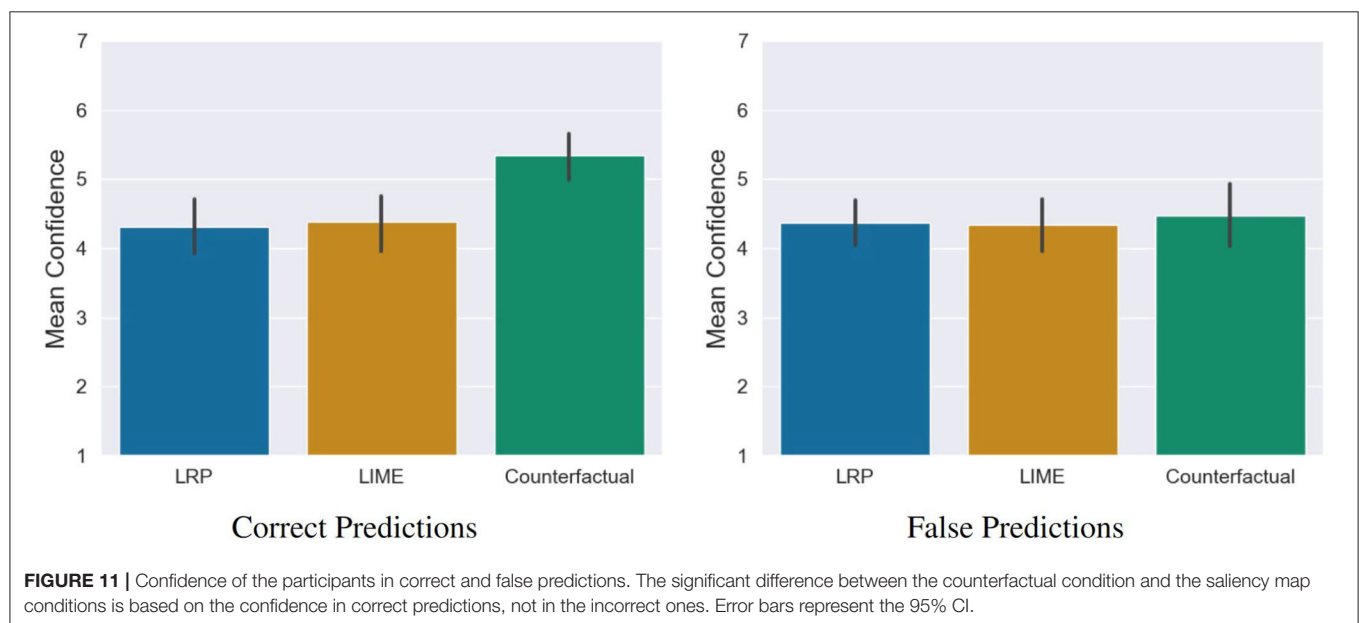 7
6
5
4
3
2
1
Mean Confidence
LRP LIME Counterfactual
Correct Predictions
7
6
5
4
3
2
1
Mean Confidence
LRP LIME Counterfactual
False Predictions
FIGURE 11 | Confidence of the participants in correct and false predictions. The significant difference between the counterfactual condition and the saliency map
conditions is based on the confidence in correct predictions, not in the incorrect ones. Error bars represent the 95% CI.